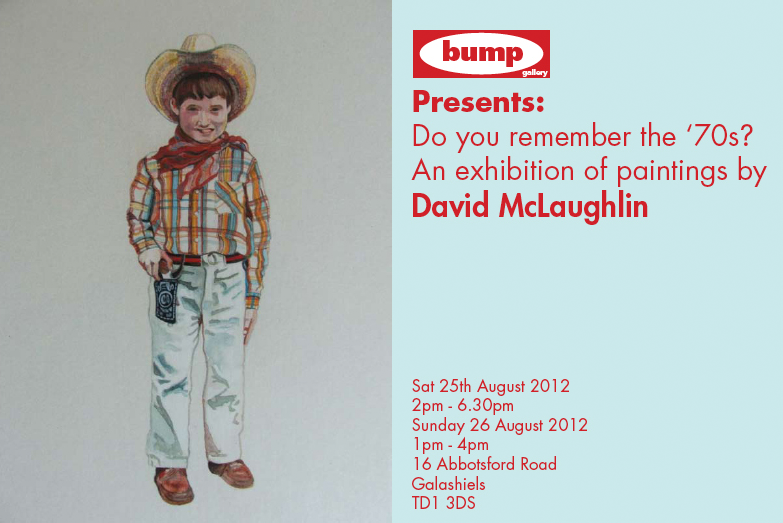 bump
gallery
Presents:
Do you remember the ‘70s?
An exhibition of paintings by
David McLaughlin
Sat 25th August 2012
2pm - 6.30pm
Sunday 26 August 2012
1pm - 4pm
16 Abbotsford Road
Galashiels
TD1 3DS